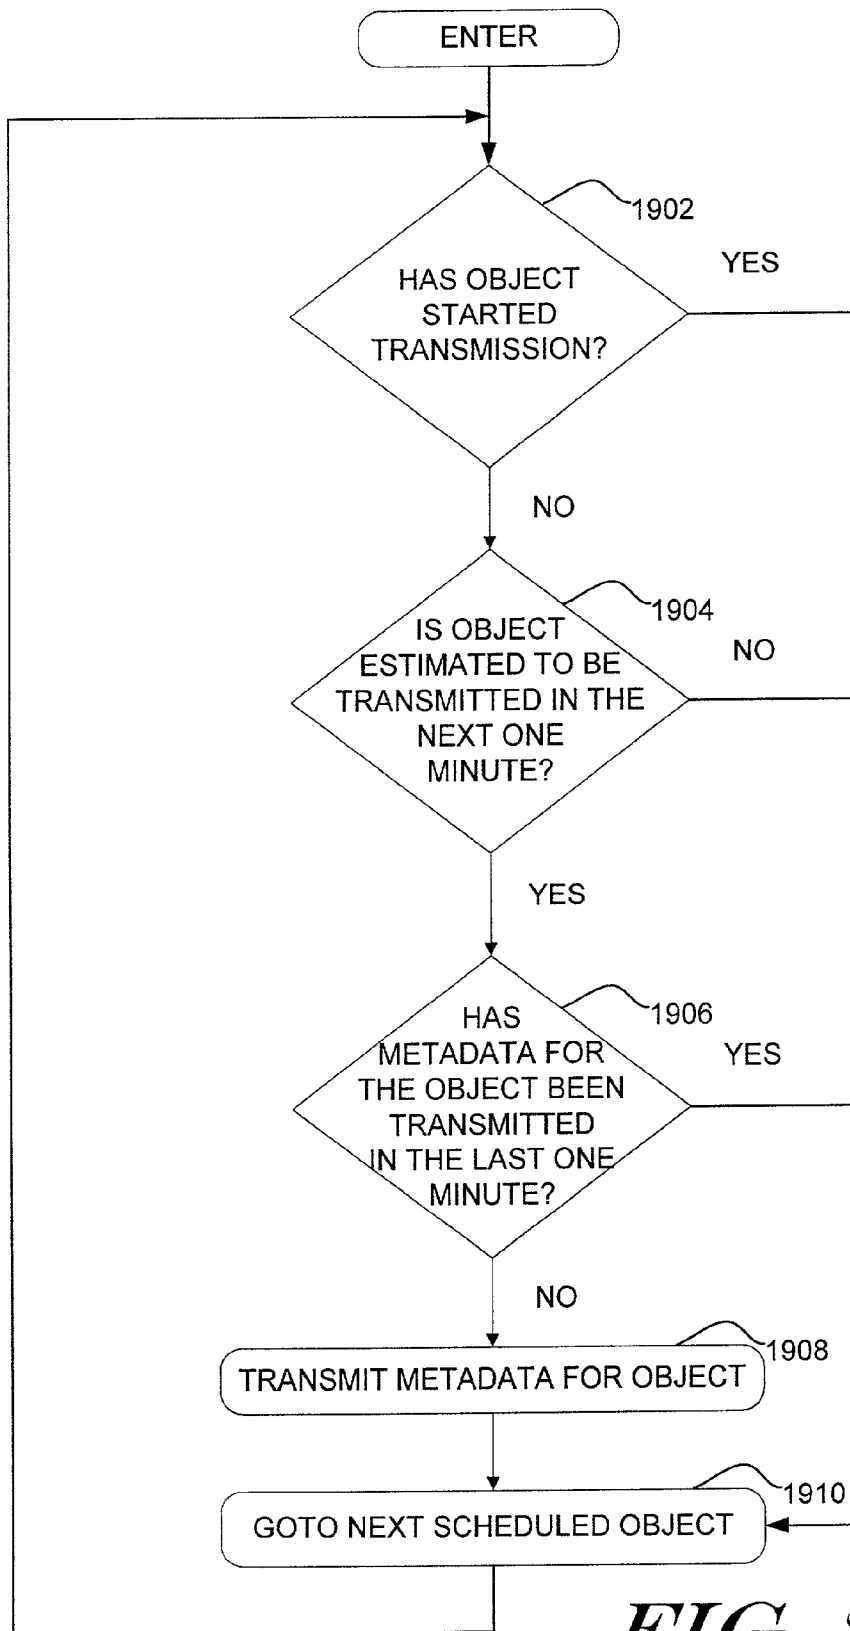 ENTER
1902
YES
HAS OBJECT
STARTED
TRANSMISSION?
NO
1904
IS OBJECT
ESTIMATED TO BE
TRANSMITTED IN THE
NEXT ONE
MINUTE?
NO
YES
1906
HAS
METADATA FOR
THE OBJECT BEEN
TRANSMITTED
IN THE LAST ONE
MINUTE?
YES
NO
1908
TRANSMIT METADATA FOR OBJECT
1910
GOTO NEXT SCHEDULED OBJECT
FIG.